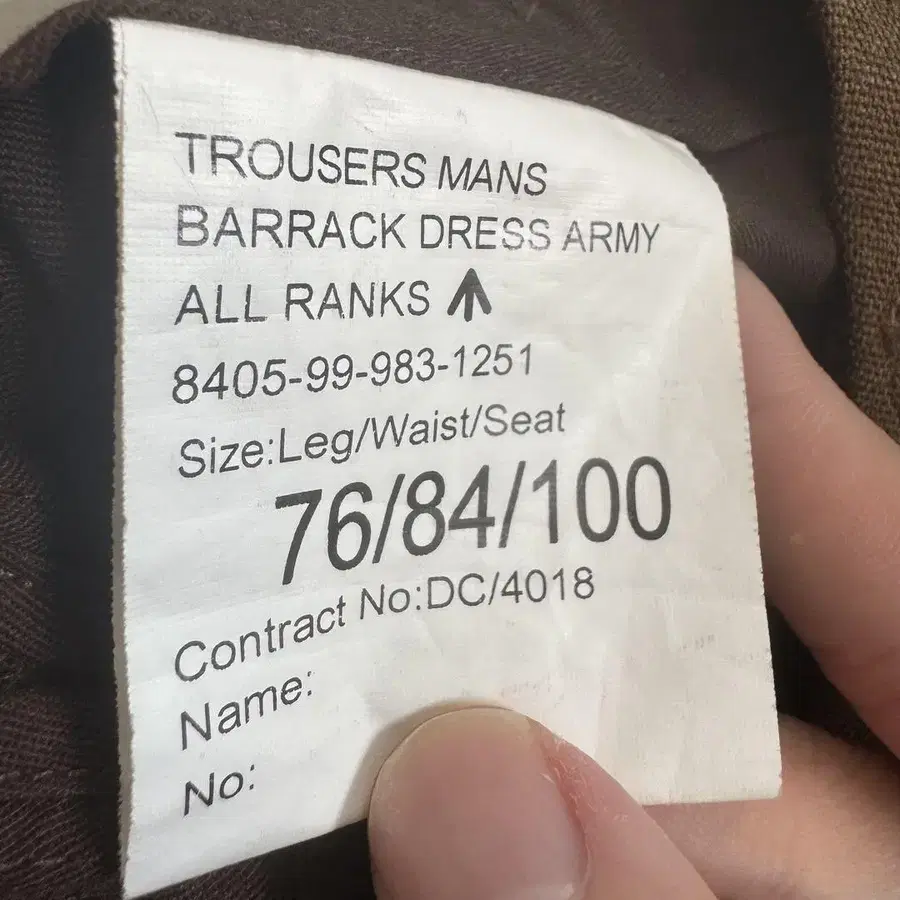 TROUSERS MANS
BARRACK DRESS ARMY
ALL RANKS
8405-99-983-1251
Size:Leg/Waist/Seat
76/84/100
Contract No:DC/4018
Name:
No: